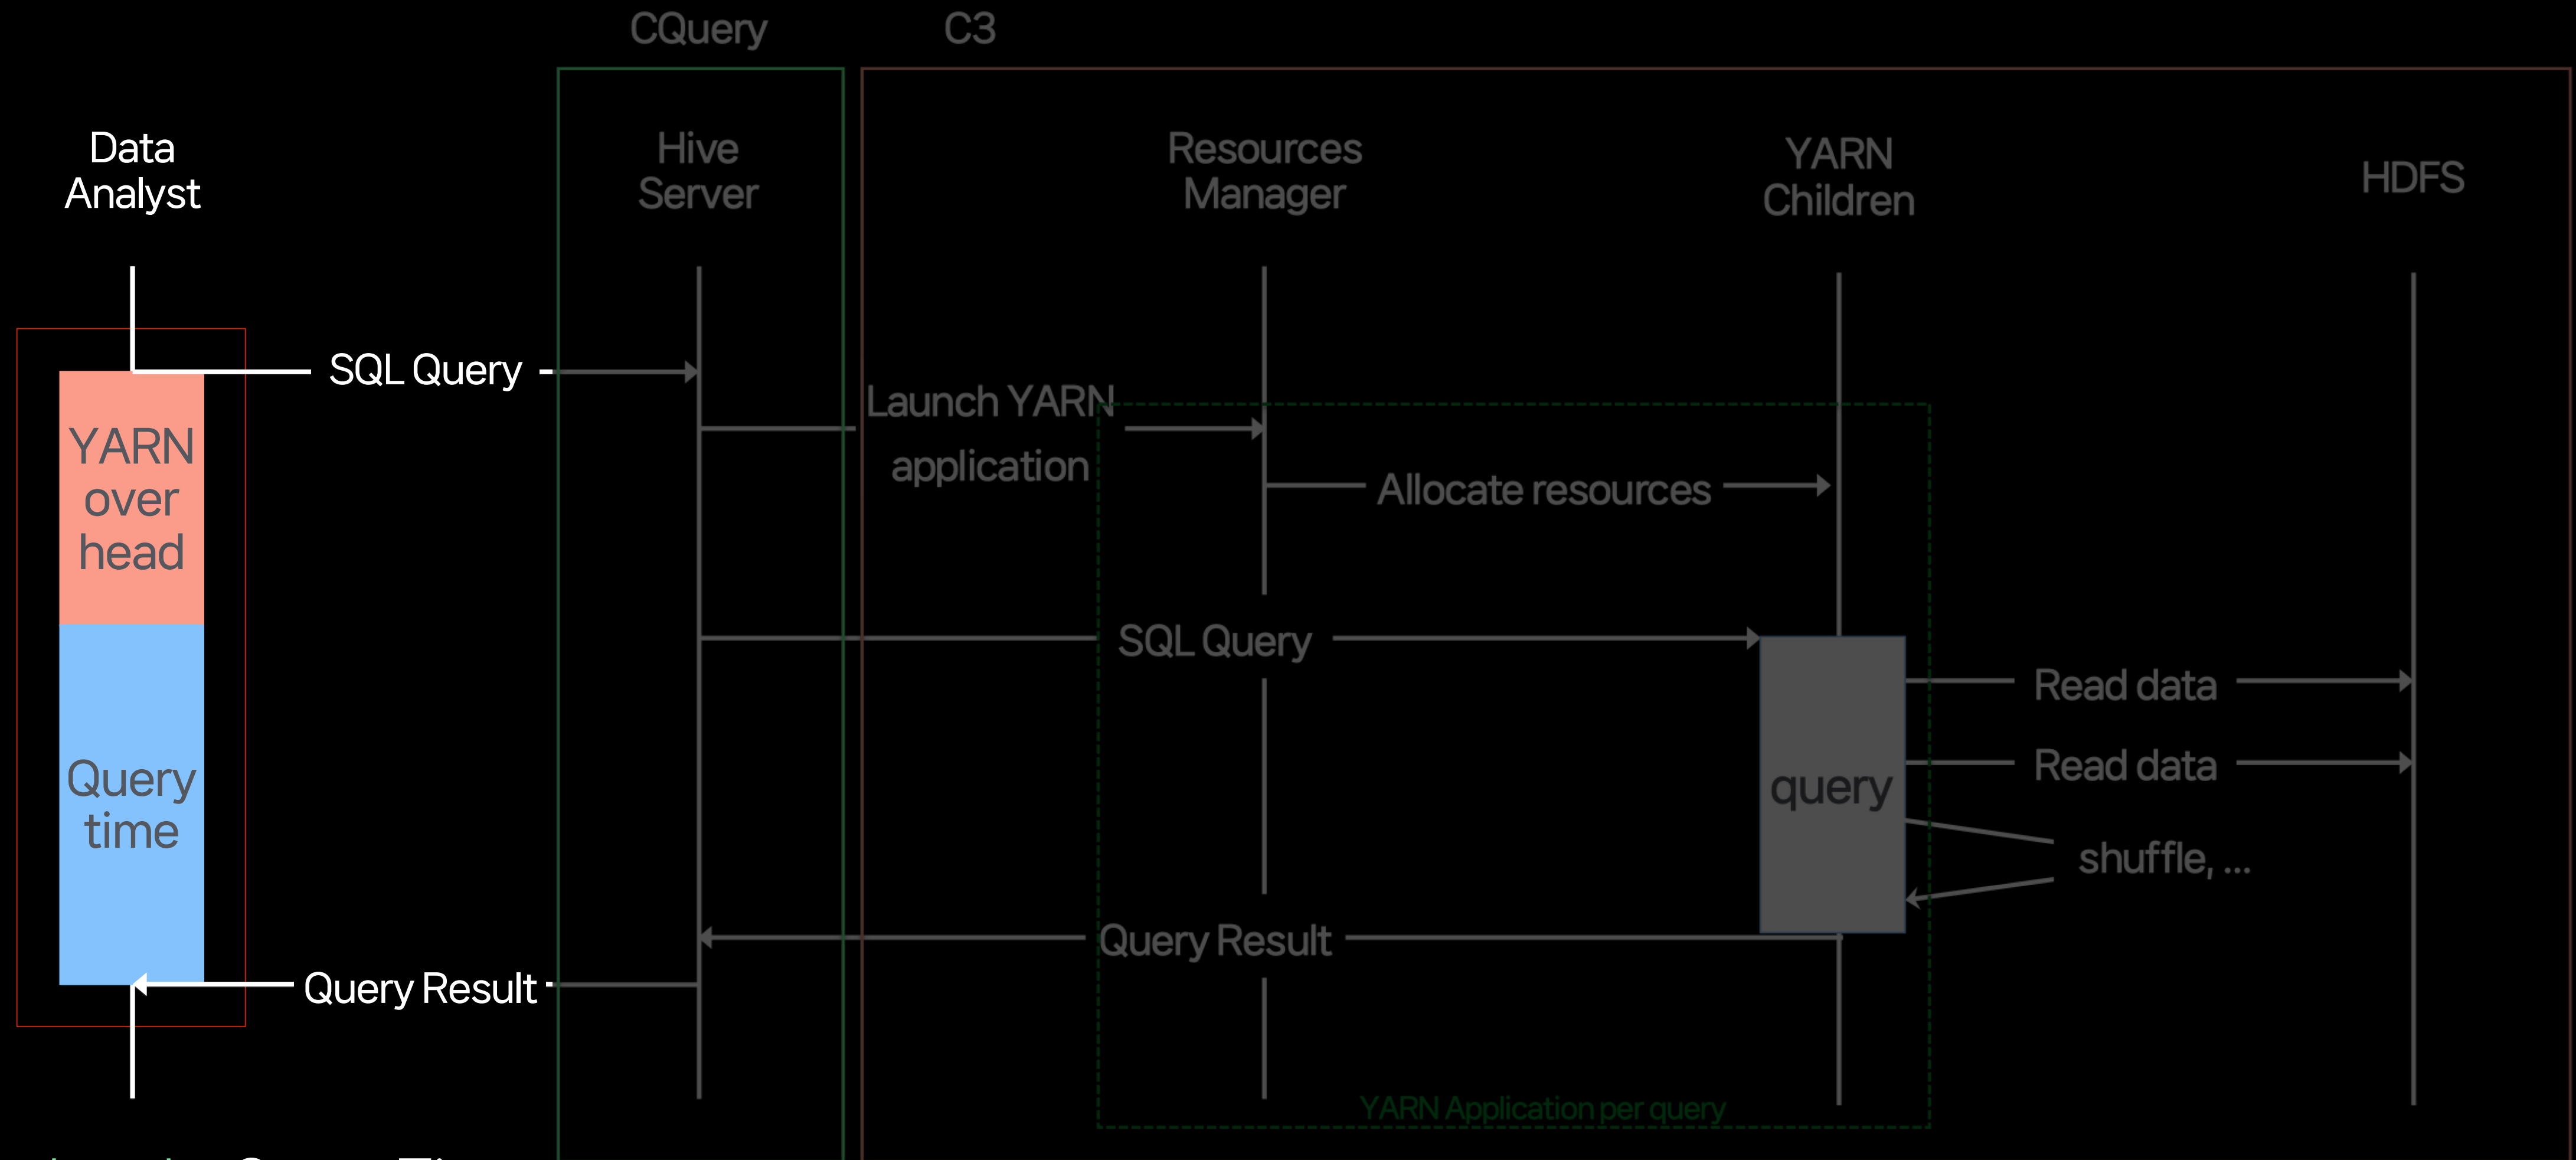 CQuery
C3
Data
Analyst
Hive
Server
Resources
Manager
YARN
Children
HDFS
SQL Query
Launch YARN
application
Allocate resources
YARN
over
head
SQL Query
Read data
Read data
Query
time
query
shuffle, ...
Query Result
Query Result
YARN Application per query